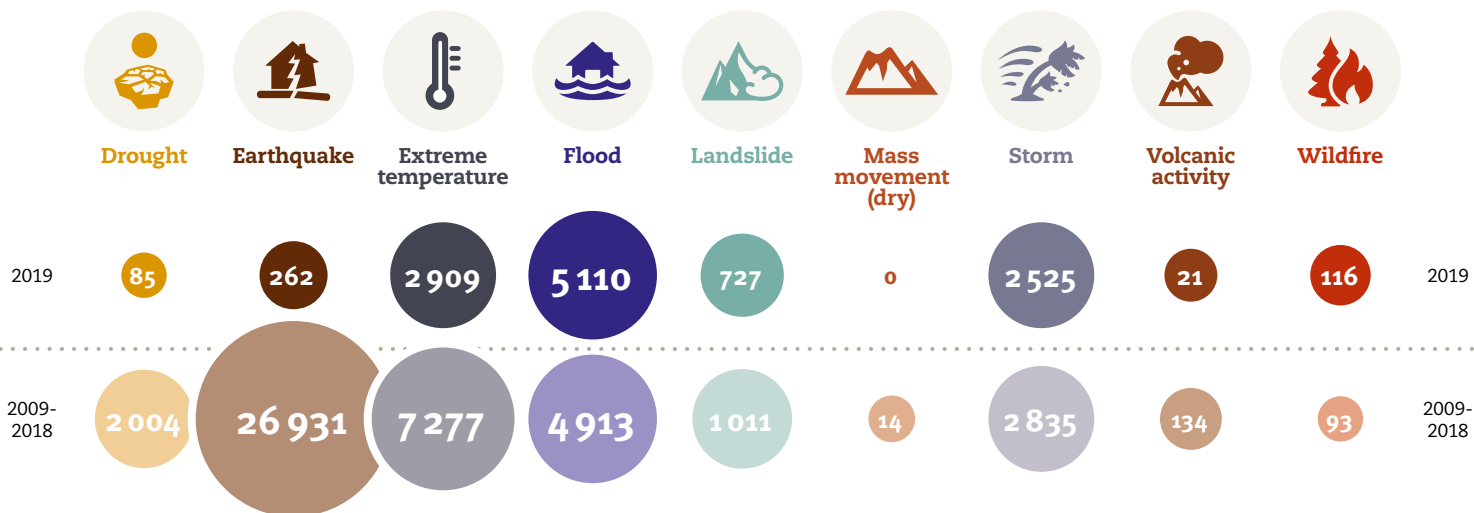 Drought
Earthquake
Extreme
temperature
Flood
Landslide
Mass
movement
(dry)
Storm
Volcanic
activity
Wildfire
2019
85
262
2 909
5 110
727
0
2 525
21
116
2019
2009-
2018
2 004
26 931
7 277
4 913
1 011
14
2 835
134
93
2009-
2018